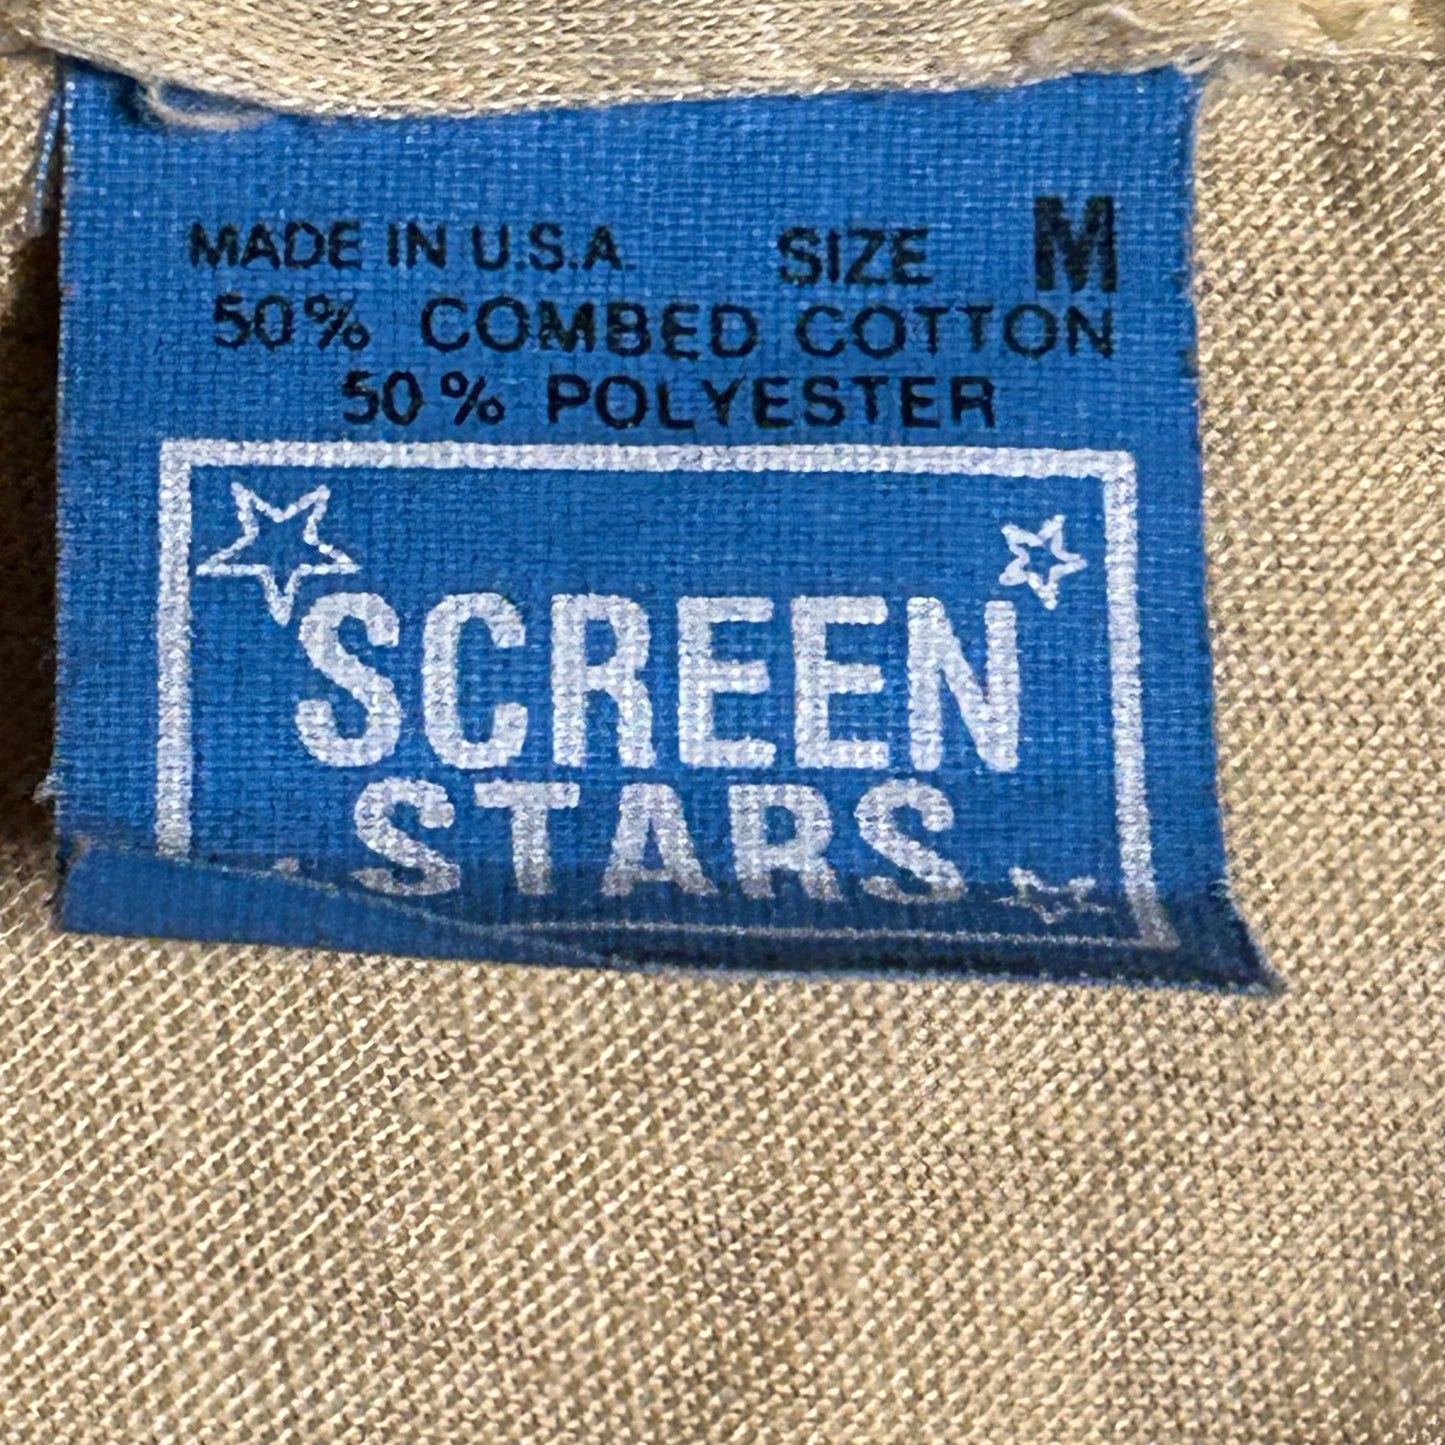 MADE IN U.S.A. SIZE M
50% COMBED COTTON
50% POLYESTER
SCREEN
STARS